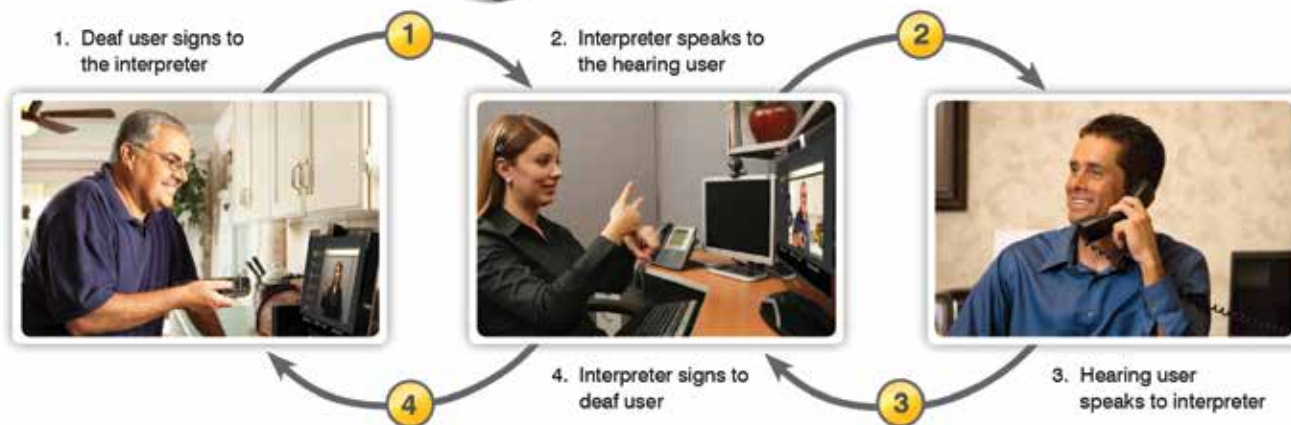 1. Deaf user signs to
the interpreter
1
2. Interpreter speaks to
the hearing user
2
3. Hearing user
speaks to interpreter
3
4. Interpreter signs to
deaf user
4